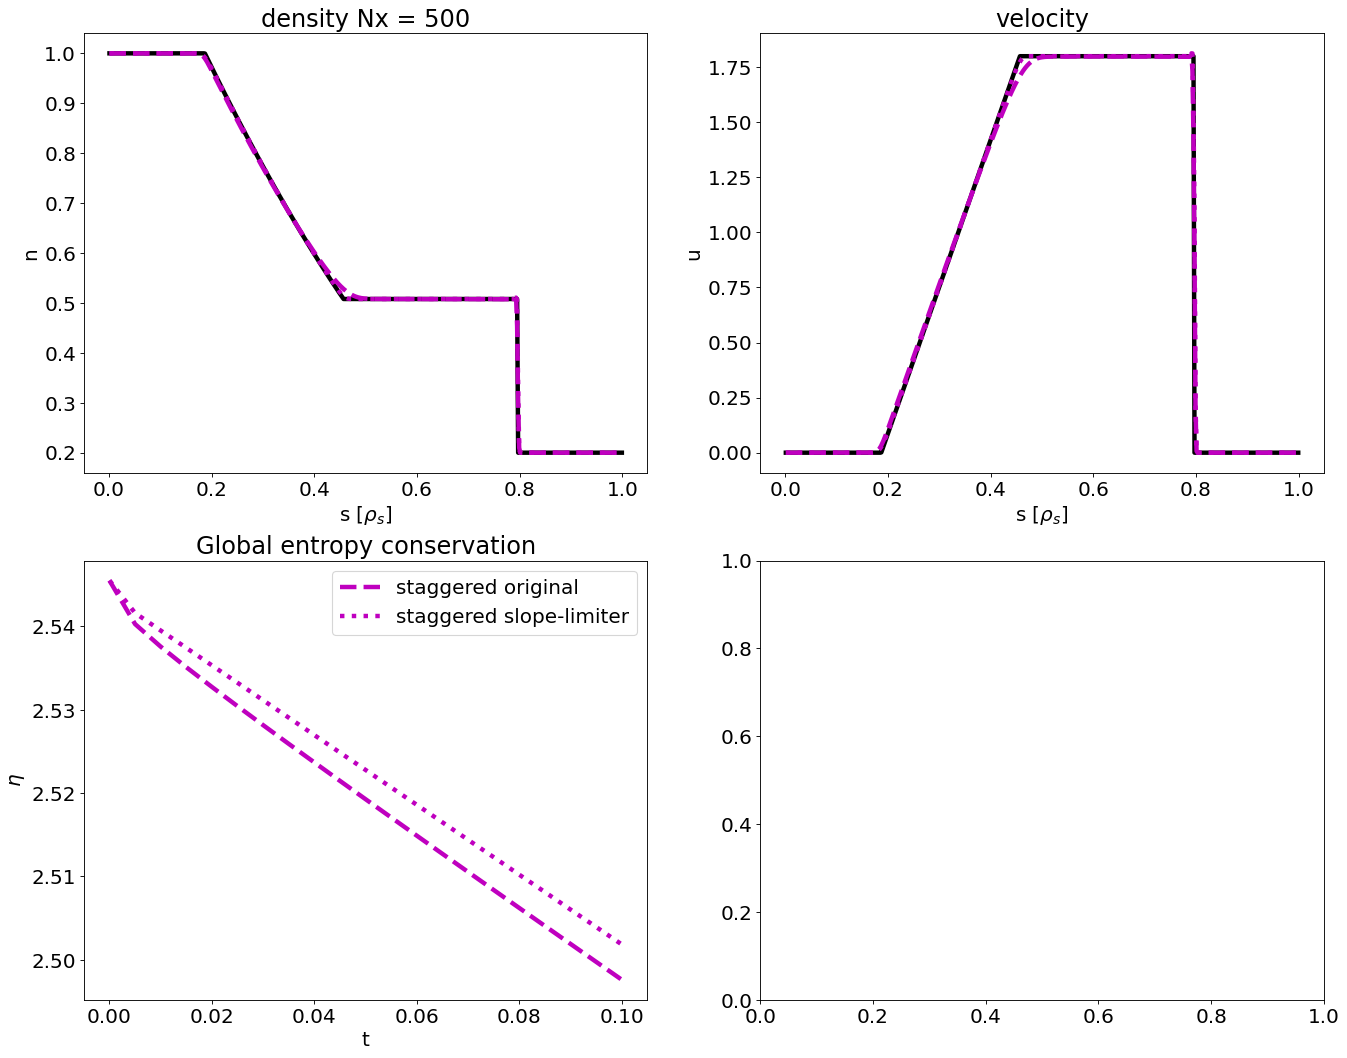 density Nx = 500
1.0
0.9
0.8
0.7
0.6
0.5
0.4
0.3
0.2
n
0.0 0.2 0.4 0.6 0.8 1.0
s [ρₛ]
velocity
1.75
1.50
1.25
1.00
0.75
0.50
0.25
0.00
u
0.0 0.2 0.4 0.6 0.8 1.0
s [ρₛ]
Global entropy conservation
staggered original
staggered slope-limiter
2.54
2.53
2.52
2.51
2.50
η
0.00 0.02 0.04 0.06 0.08 0.10
t
1.0
0.8
0.6
0.4
0.2
0.0
0.0 0.2 0.4 0.6 0.8 1.0